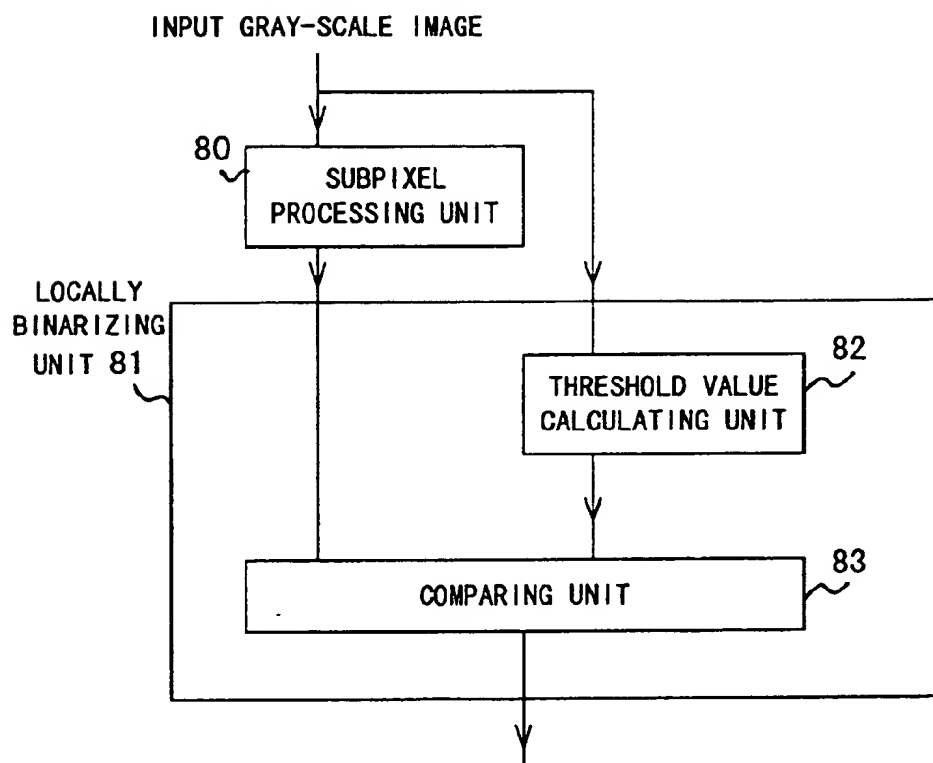 INPUT GRAY-SCALE IMAGE
80
SUBPIXEL
PROCESSING UNIT
LOCALLY
BINARIZING
UNIT 81
82
THRESHOLD VALUE
CALCULATING UNIT
83
COMPARING UNIT